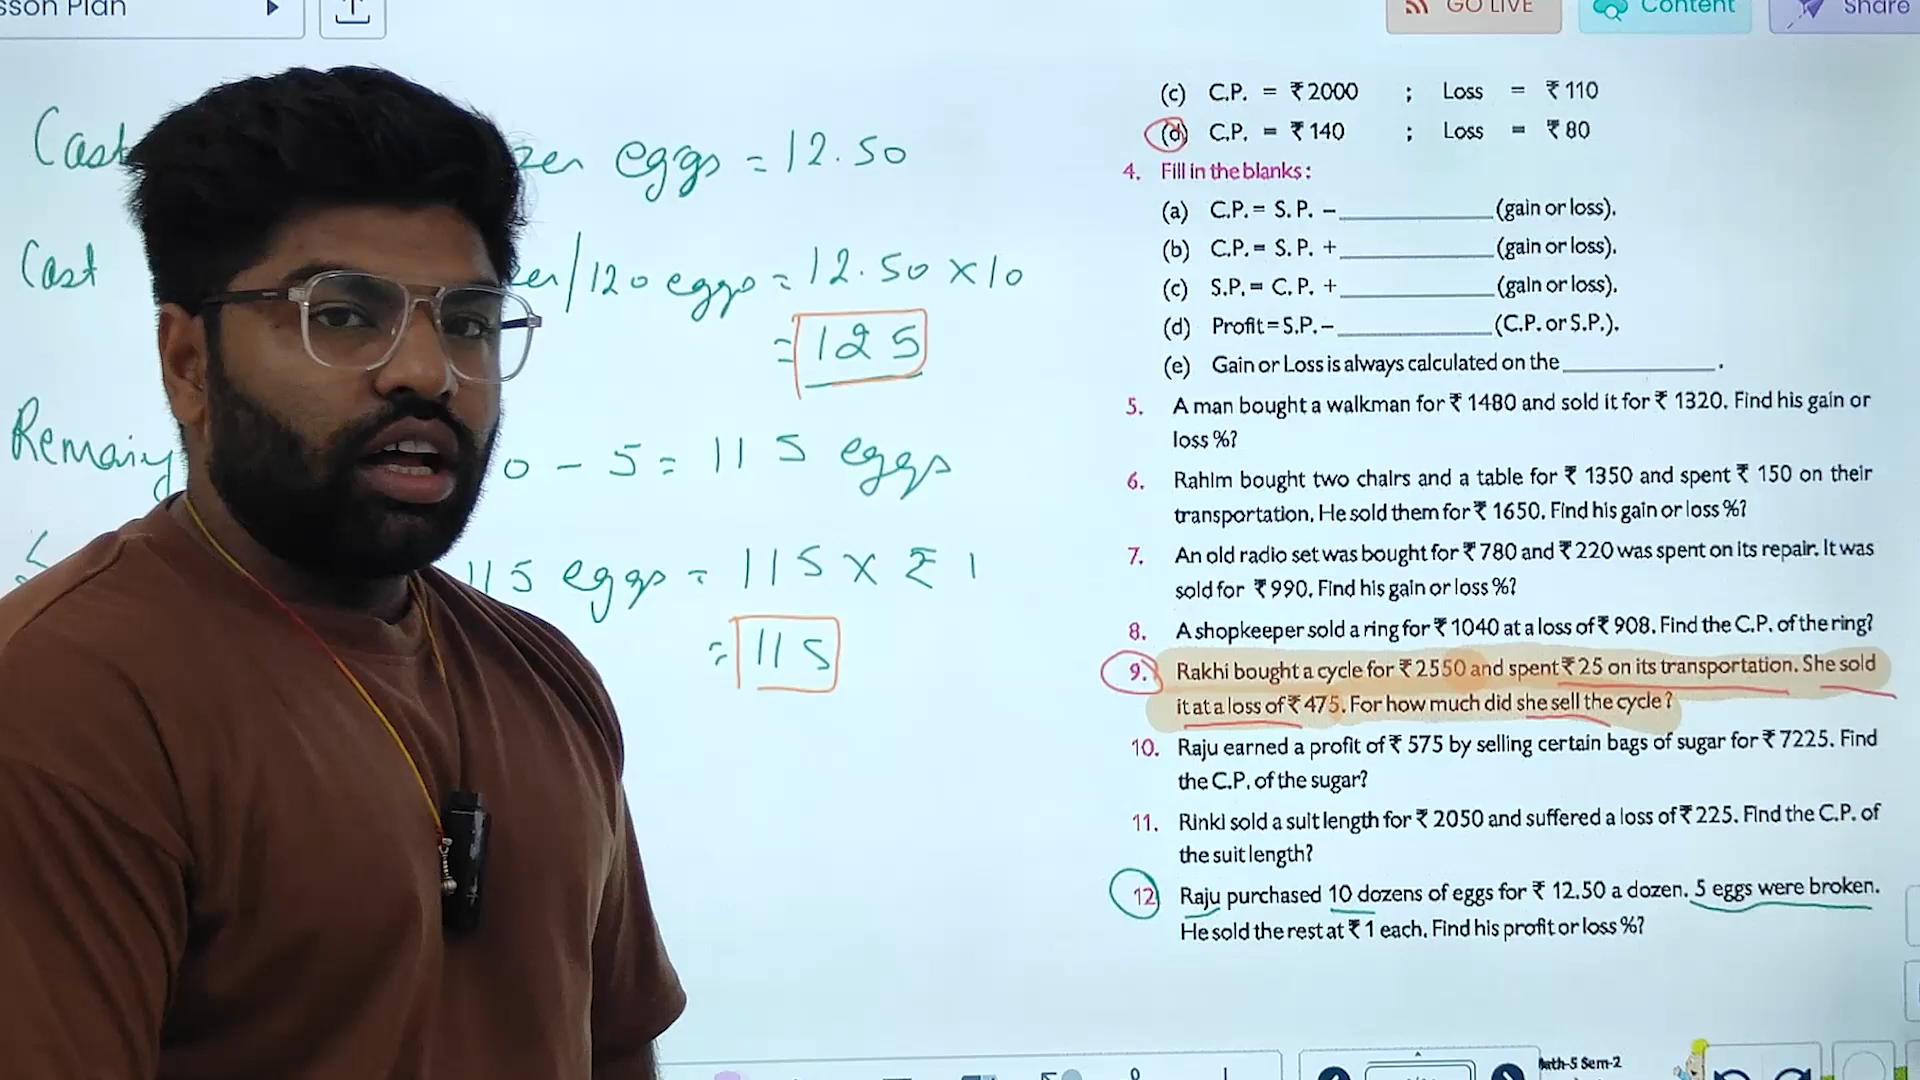 sson Plan
GO LIVE
Content
Share
Cast zen eggs = 12.50
Cast zen/120 eggs = 12.50 x 10
= 125
Remainy 0 - 5 = 115 eggs
115 eggs = 115 x ₹ 1
= 115
(c) C.P. = ₹ 2000 ; Loss = ₹ 110
(d) C.P. = ₹ 140 ; Loss = ₹ 80
4. Fill in the blanks :
(a) C.P. = S. P. – ____________ (gain or loss).
(b) C.P. = S. P. + ____________ (gain or loss).
(c) S.P. = C. P. + ____________ (gain or loss).
(d) Profit = S.P. – ____________ (C.P. or S.P.).
(e) Gain or Loss is always calculated on the ____________ .
5. A man bought a walkman for ₹ 1480 and sold it for ₹ 1320. Find his gain or
loss %?
6. Rahim bought two chairs and a table for ₹ 1350 and spent ₹ 150 on their
transportation. He sold them for ₹ 1650. Find his gain or loss %?
7. An old radio set was bought for ₹ 780 and ₹ 220 was spent on its repair. It was
sold for ₹ 990. Find his gain or loss %?
8. A shopkeeper sold a ring for ₹ 1040 at a loss of ₹ 908. Find the C.P. of the ring?
9. Rakhi bought a cycle for ₹ 2550 and spent ₹ 25 on its transportation. She sold
it at a loss of ₹ 475. For how much did she sell the cycle?
10. Raju earned a profit of ₹ 575 by selling certain bags of sugar for ₹ 7225. Find
the C.P. of the sugar?
11. Rinki sold a suit length for ₹ 2050 and suffered a loss of ₹ 225. Find the C.P. of
the suit length?
12. Raju purchased 10 dozens of eggs for ₹ 12.50 a dozen. 5 eggs were broken.
He sold the rest at ₹ 1 each. Find his profit or loss %?
ath-5 Sem-2